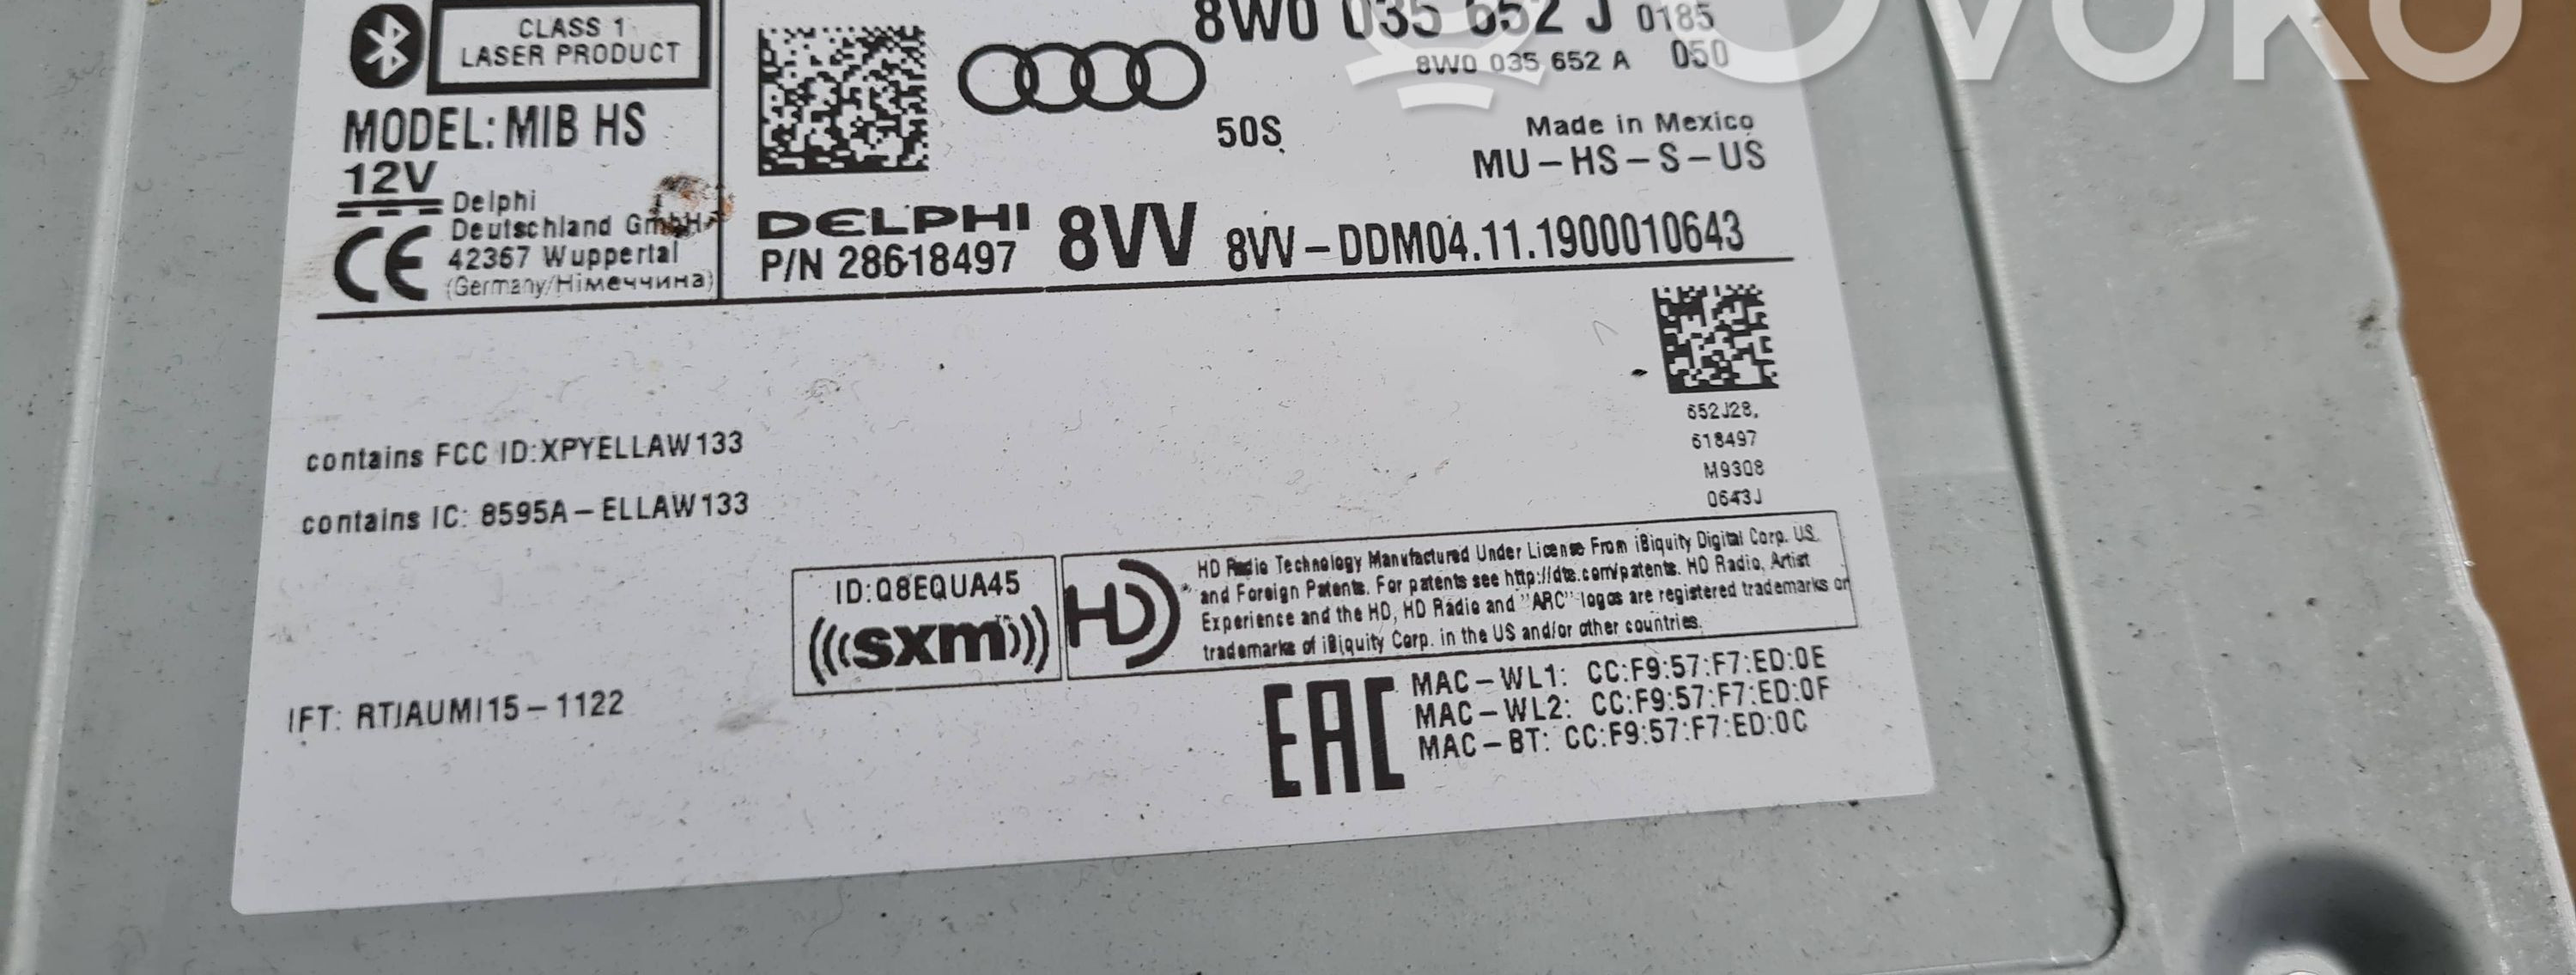 CLASS 1
LASER PRODUCT
MODEL: MIB HS
12V
Delphi
Deutschland GmbH
42367 Wuppertal
(Germany/Німеччина)
CE
8W0 035 652 J 0185
8W0 035 652 A 050
50S
Made in Mexico
MU-HS-S-US
DELPHI
P/N 28618497
8VV
8VV-DDM04.11.1900010643
652J28,
618497
M9308
0643J
contains FCC ID:XPYELLAW133
contains IC: 8595A-ELLAW133
ID:Q8EQUA45
(((sxm)))
HD
HD Radio Technology Manufactured Under License From iBiquity Digital Corp. US
and Foreign Patents. For patents see http://dts.com/patents. HD Radio, Artist
Experience and the HD, HD Radio and "ARC" logos are registered trademarks or
trademarks of iBiquity Corp. in the US and/or other countries.
IFT: RTIAUMI15-1122
EAC
MAC-WL1: CC:F9:57:F7:ED:0E
MAC-WL2: CC:F9:57:F7:ED:0F
MAC-BT: CC:F9:57:F7:ED:0C
OVOKO